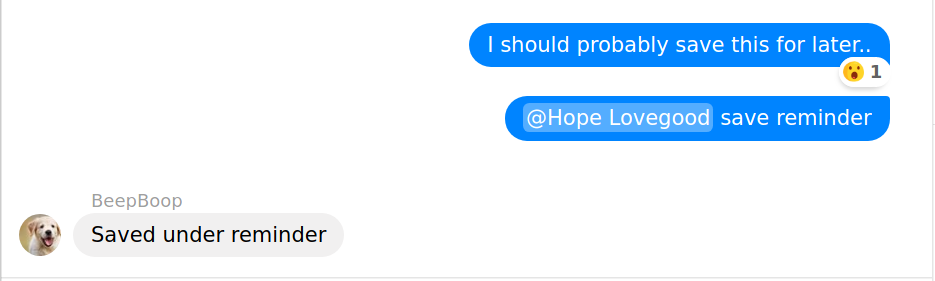 I should probably save this for later..
😮 1
@Hope Lovegood save reminder
BeepBoop
Saved under reminder